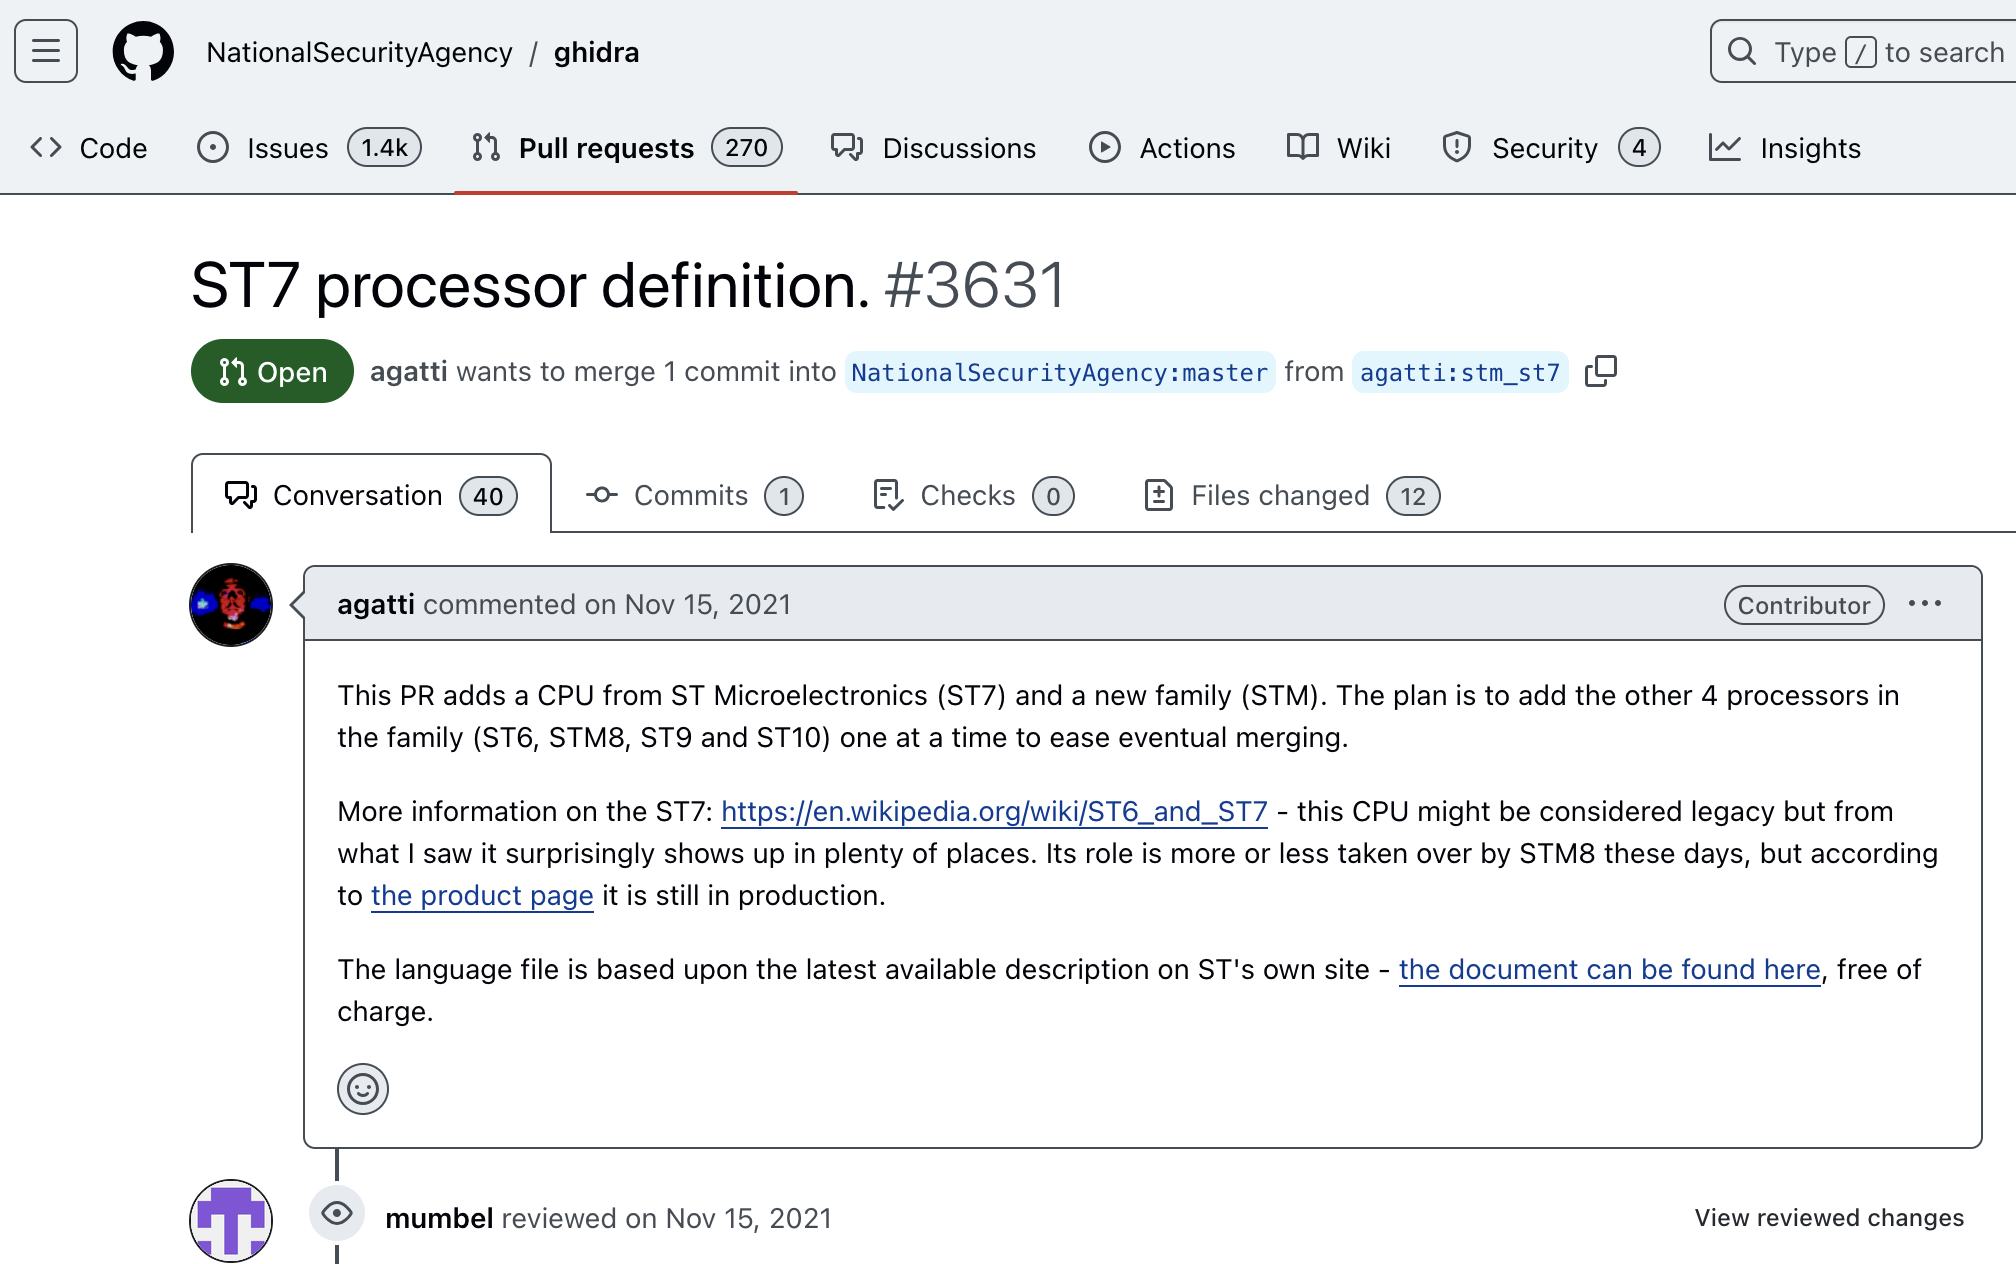 NationalSecurityAgency / ghidra
Type / to search
Code Issues 1.4k Pull requests 270 Discussions Actions Wiki Security 4 Insights
ST7 processor definition. #3631
Open agatti wants to merge 1 commit into NationalSecurityAgency:master from agatti:stm_st7
Conversation 40 Commits 1 Checks 0 Files changed 12
agatti commented on Nov 15, 2021 Contributor
This PR adds a CPU from ST Microelectronics (ST7) and a new family (STM). The plan is to add the other 4 processors in
the family (ST6, STM8, ST9 and ST10) one at a time to ease eventual merging.
More information on the ST7: https://en.wikipedia.org/wiki/ST6_and_ST7 - this CPU might be considered legacy but from
what I saw it surprisingly shows up in plenty of places. Its role is more or less taken over by STM8 these days, but according
to the product page it is still in production.
The language file is based upon the latest available description on ST's own site - the document can be found here, free of
charge.
mumbel reviewed on Nov 15, 2021 View reviewed changes